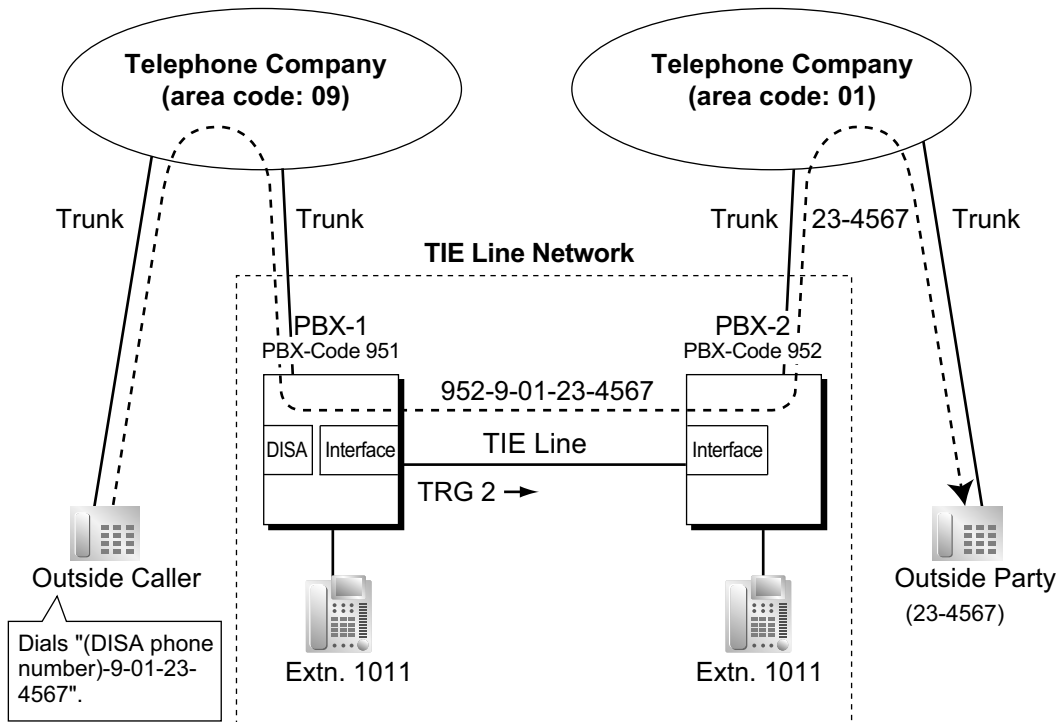 Telephone Company
(area code: 09)
Telephone Company
(area code: 01)
Trunk
Trunk
Trunk
23-4567
Trunk
TIE Line Network
PBX-1
PBX-Code 951
PBX-2
PBX-Code 952
952-9-01-23-4567
DISA
Interface
TIE Line
Interface
TRG 2
Outside Caller
Outside Party
(23-4567)
Dials "(DISA phone
number)-9-01-23-
4567".
Extn. 1011
Extn. 1011